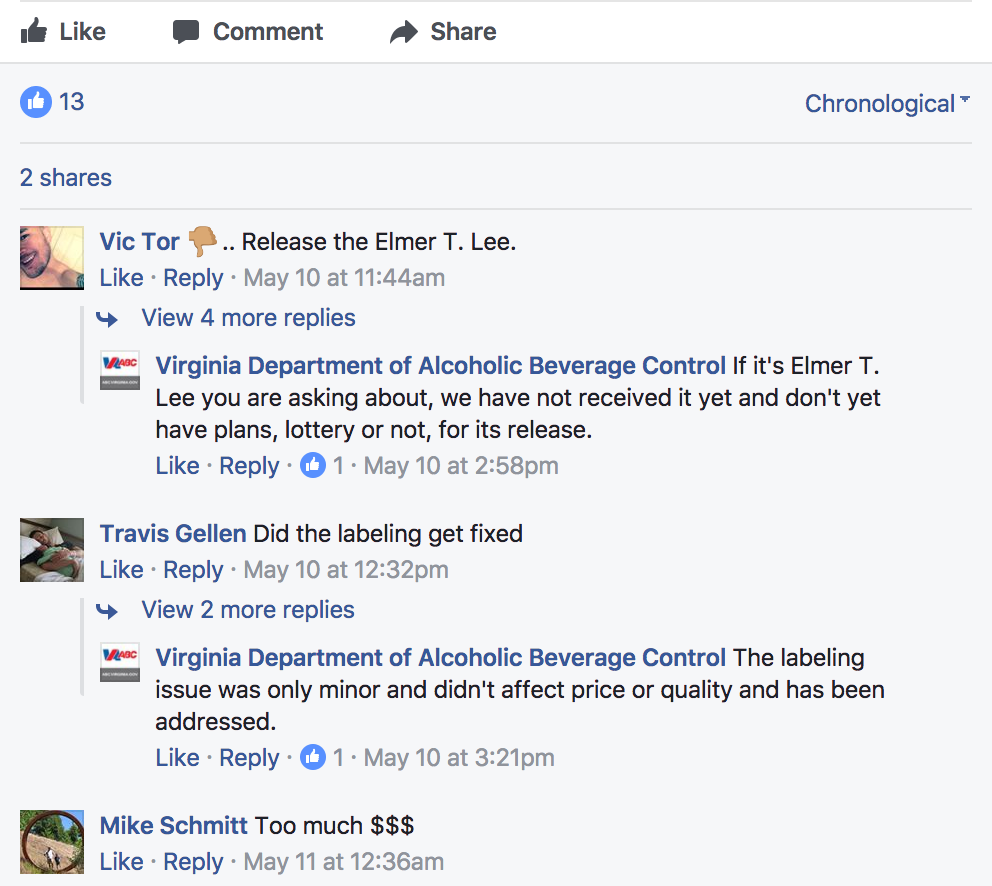 Like Comment Share
13 Chronological
2 shares
Vic Tor 👎🏽.. Release the Elmer T. Lee.
Like · Reply · May 10 at 11:44am
View 4 more replies
VA ABC
Virginia Department of Alcoholic Beverage Control If it's Elmer T.
Lee you are asking about, we have not received it yet and don't yet
have plans, lottery or not, for its release.
Like · Reply · 1 · May 10 at 2:58pm
Travis Gellen Did the labeling get fixed
Like · Reply · May 10 at 12:32pm
View 2 more replies
VA ABC
Virginia Department of Alcoholic Beverage Control The labeling
issue was only minor and didn't affect price or quality and has been
addressed.
Like · Reply · 1 · May 10 at 3:21pm
Mike Schmitt Too much $$$
Like · Reply · May 11 at 12:36am